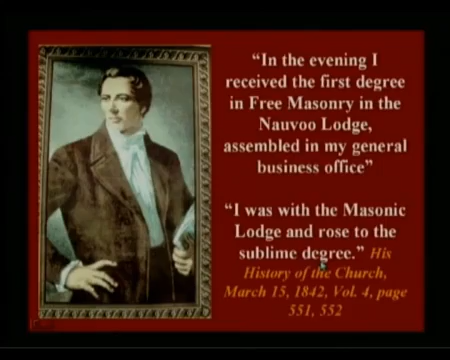 “In the evening I
received the first degree
in Free Masonry in the
Nauvoo Lodge,
assembled in my general
business office”
“I was with the Masonic
Lodge and rose to the
sublime degree.” His
History of the Church,
March 15, 1842, Vol. 4, page
551, 552